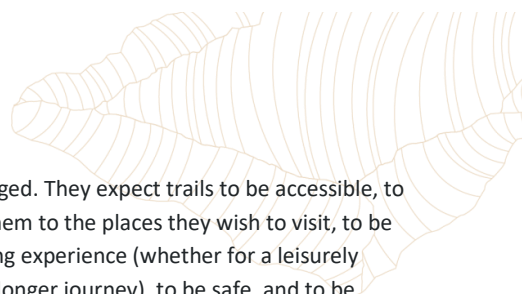 ged. They expect trails to be accessible, to
hem to the places they wish to visit, to be
ng experience (whether for a leisurely
longer journey), to be safe, and to be